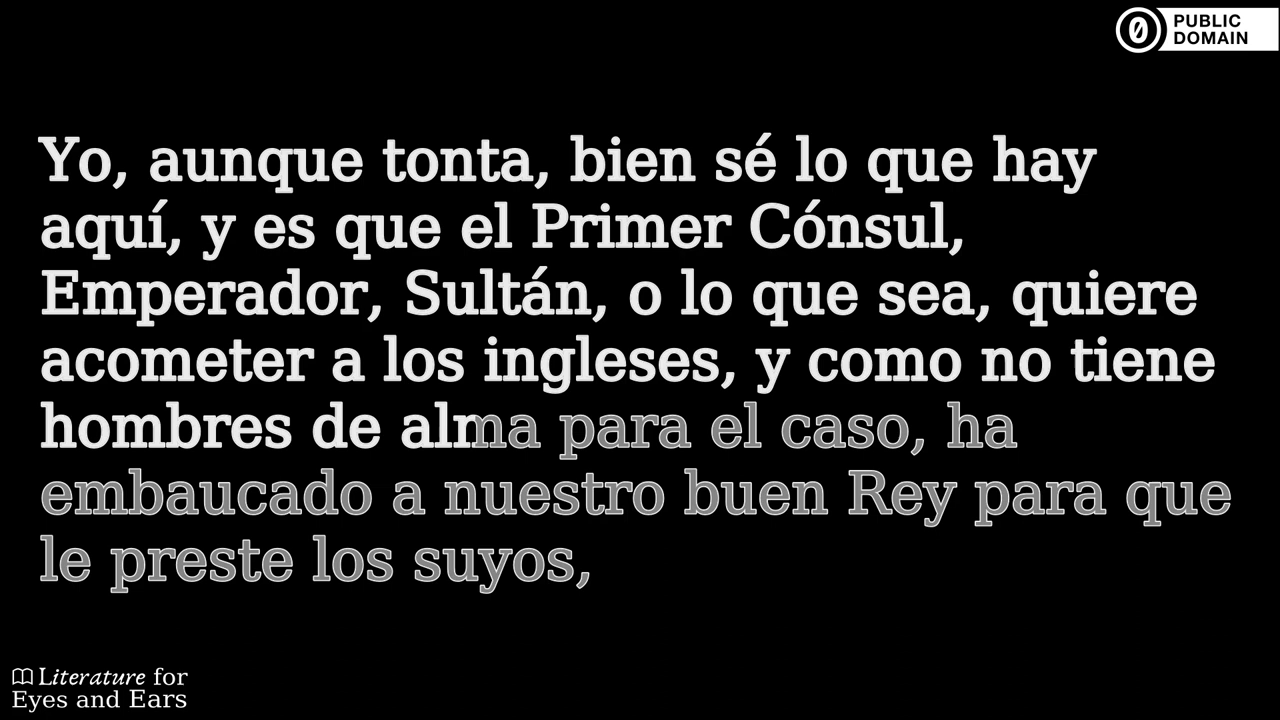 PUBLIC
DOMAIN
Yo, aunque tonta, bien sé lo que hay
aquí, y es que el Primer Cónsul,
Emperador, Sultán, o lo que sea, quiere
acometer a los ingleses, y como no tiene
hombres de alma para el caso, ha
embaucado a nuestro buen Rey para que
le preste los suyos,
Literature for
Eyes and Ears